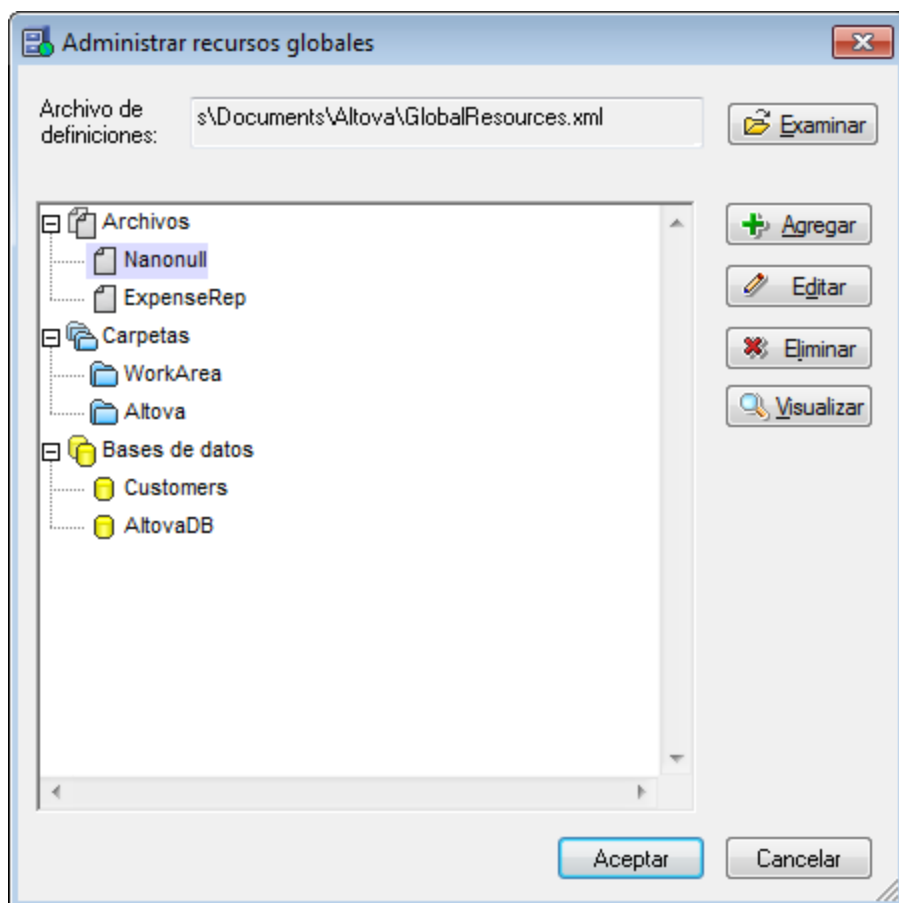 Administrar recursos globales
Archivo de
definiciones:
s\Documents\Altova\GlobalResources.xml
Examinar
Archivos
Nanonull
ExpenseRep
Carpetas
WorkArea
Altova
Bases de datos
Customers
AltovaDB
Agregar
Editar
Eliminar
Visualizar
Aceptar
Cancelar